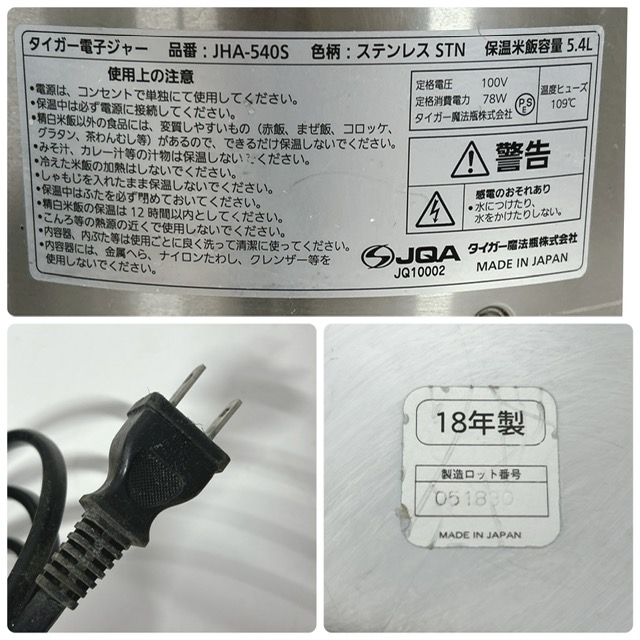 タイガー電子ジャー 品番：JHA-540S 色柄：ステンレス STN 保温米飯容量 5.4L
使用上の注意
•電源は、コンセントで単独にて使用してください。
•保温中は必ず電源に接続してください。
•精白米飯以外の食品には、変質しやすいもの（赤飯、まぜ飯、コロッケ、
グラタン、茶わんむし等）があるので、できるだけ保温しないでください。
•みそ汁、カレー汁等の汁物は保温しないでください。
•冷えた米飯の加熱はしないでください。
•しゃもじを入れたまま保温しないでください。
•保温中はふたを必ず閉めておいてください。
•精白米飯の保温は 12 時間以内としてください。
•こんろ等の熱源の近くで使用しないでください。
•内容器、内ぶた等は使用ごとに良く洗って清潔に使ってください。
•内容器には、金属へら、ナイロンたわし、クレンザー等を
使用しないでください。
定格電圧 100V
定格消費電力 78W
タイガー魔法瓶株式会社
PSE
温度ヒューズ
109℃
警告
感電のおそれあり
•水につけたり、
水をかけたりしない。
JQA
JQ10002
タイガー魔法瓶株式会社
MADE IN JAPAN
18年製
製造ロット番号
MADE IN JAPAN